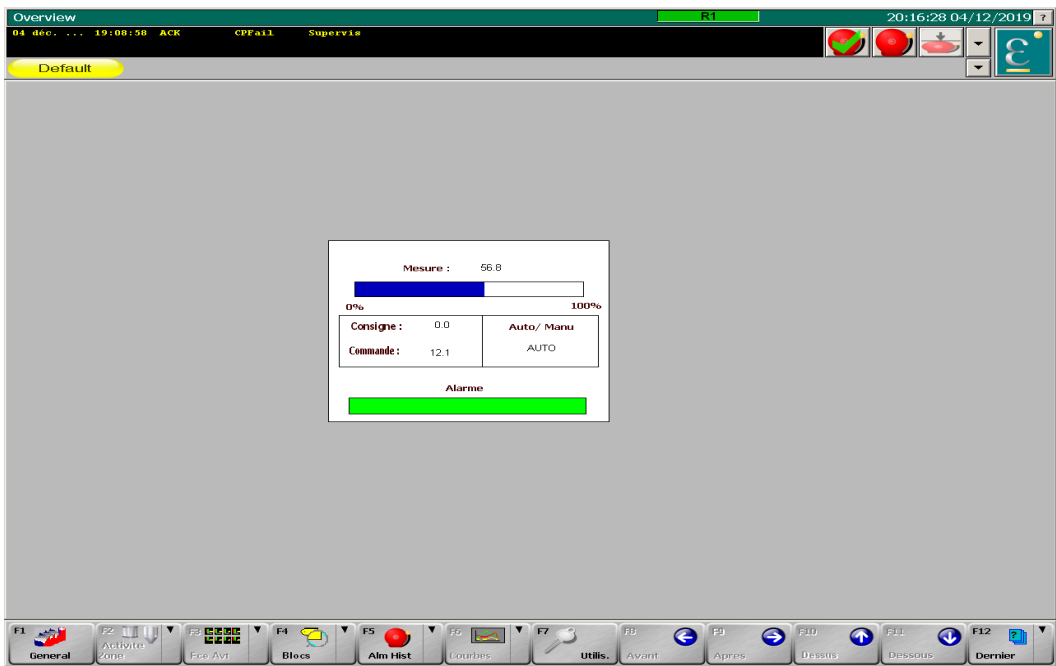 Overview R1 20:16:28 04/12/2019 ?
04 déc. ... 19:08:58 ACK CPFail Supervis
Default
Mesure : 56.8
0% 100%
Consigne : 0.0 Auto/ Manu
Commande : 12.1 AUTO
Alarme
F1 F2 F3 F4 F5 F6 F7 F8 F9 F10 F11 F12
General Activite Zone Fce Avt Blocs Alm Hist Courbes Utilis. Avant Apres Dessus Dessous Dernier